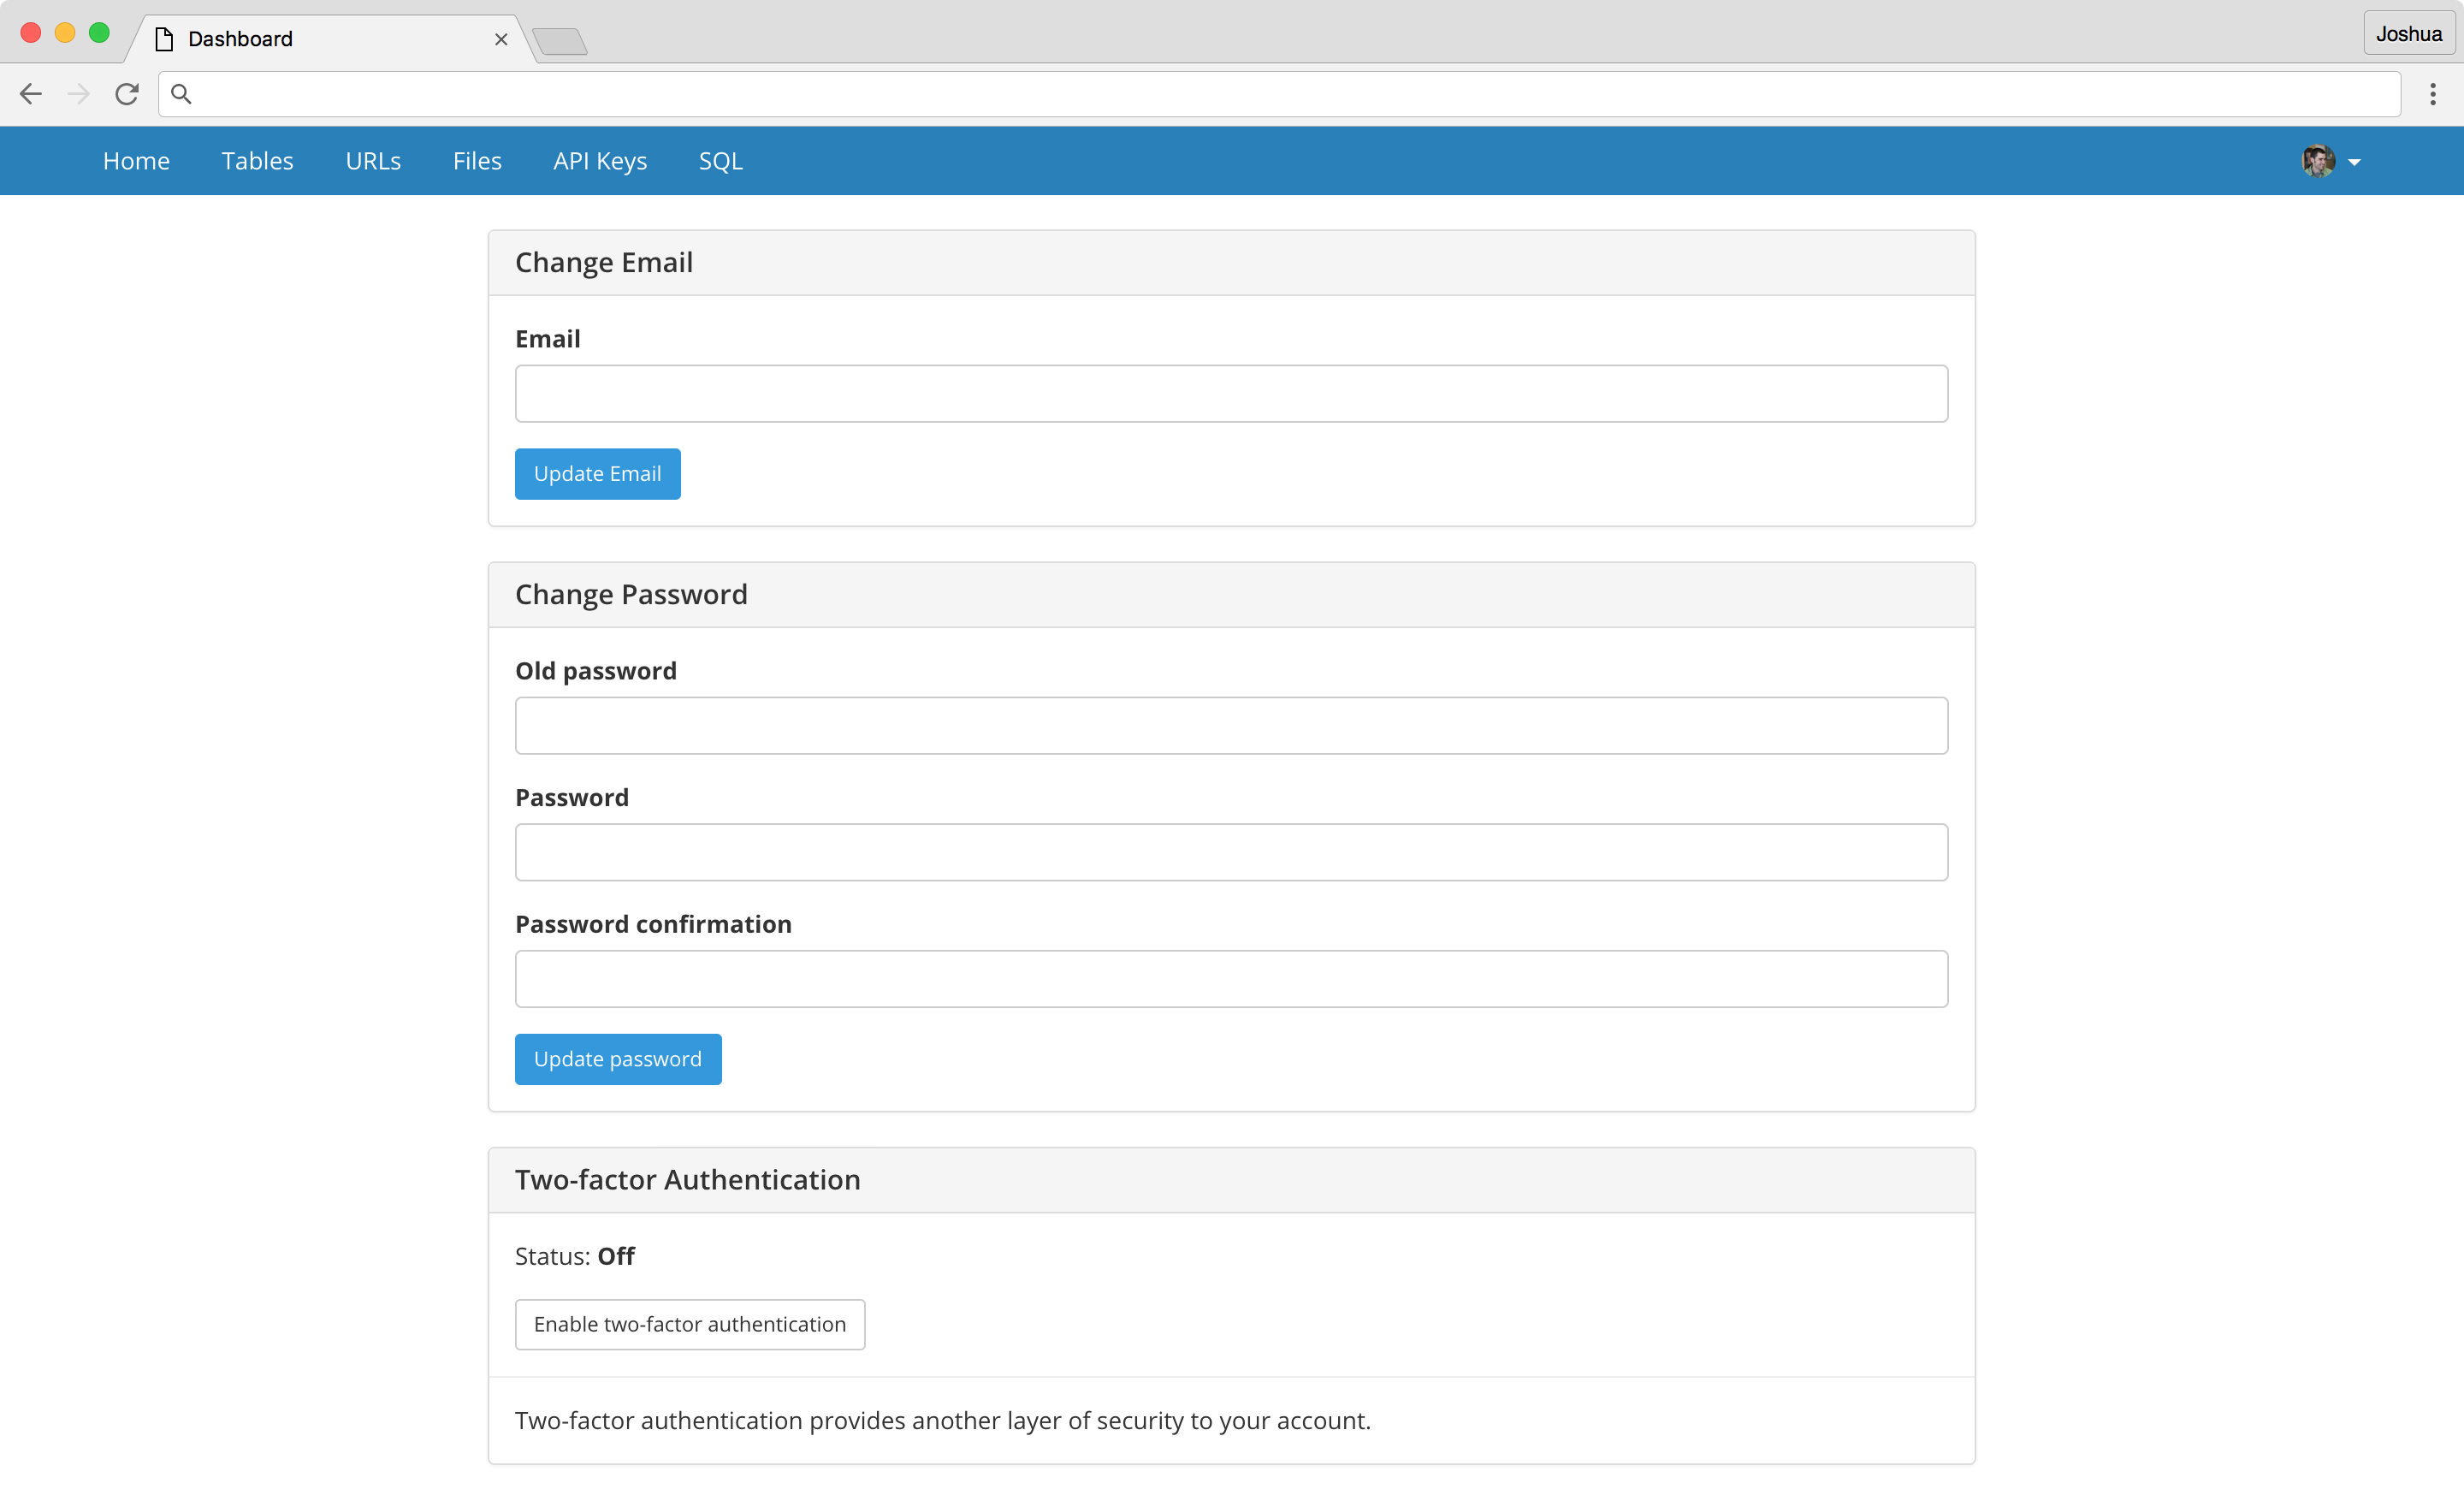 Dashboard
Joshua
Home Tables URLs Files API Keys SQL
Change Email
Email
Update Email
Change Password
Old password
Password
Password confirmation
Update password
Two-factor Authentication
Status: Off
Enable two-factor authentication
Two-factor authentication provides another layer of security to your account.